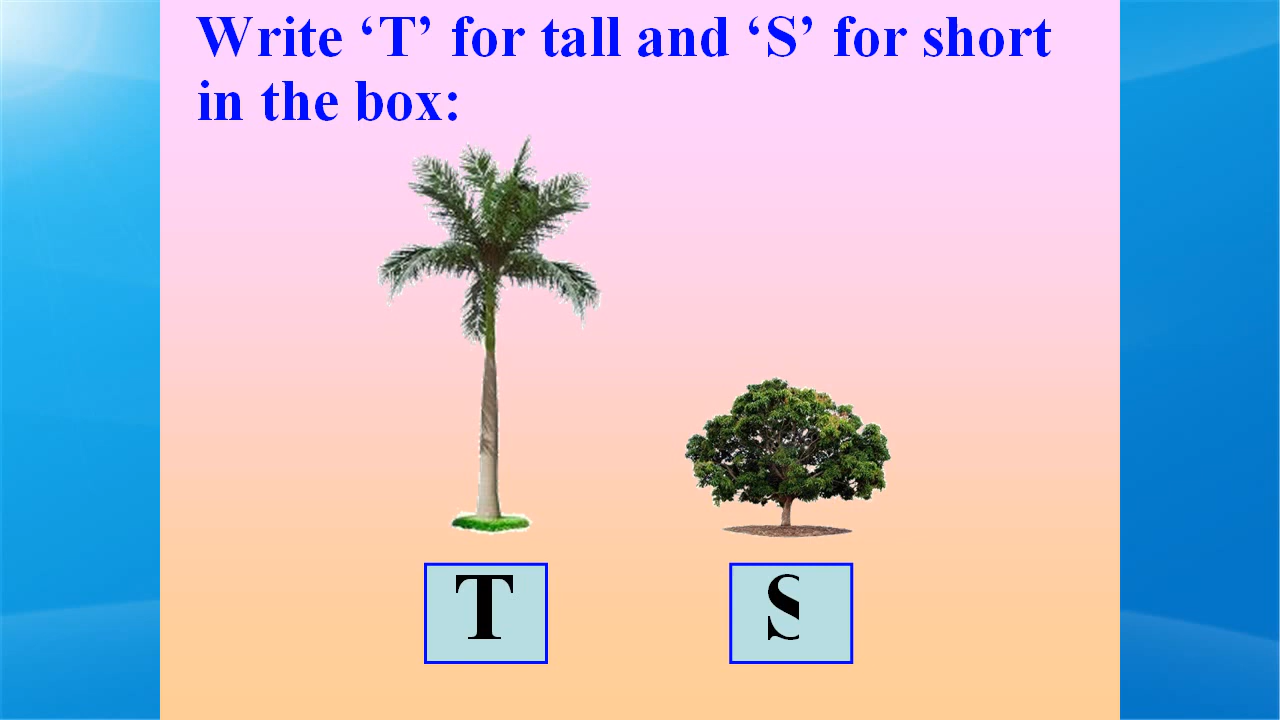 Write ‘T’ for tall and ‘S’ for short
in the box:
T S